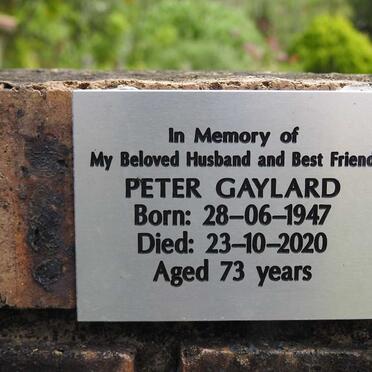 In Memory of
My Beloved Husband and Best Friend
PETER GAYLARD
Born: 28–06–1947
Died: 23–10–2020
Aged 73 years